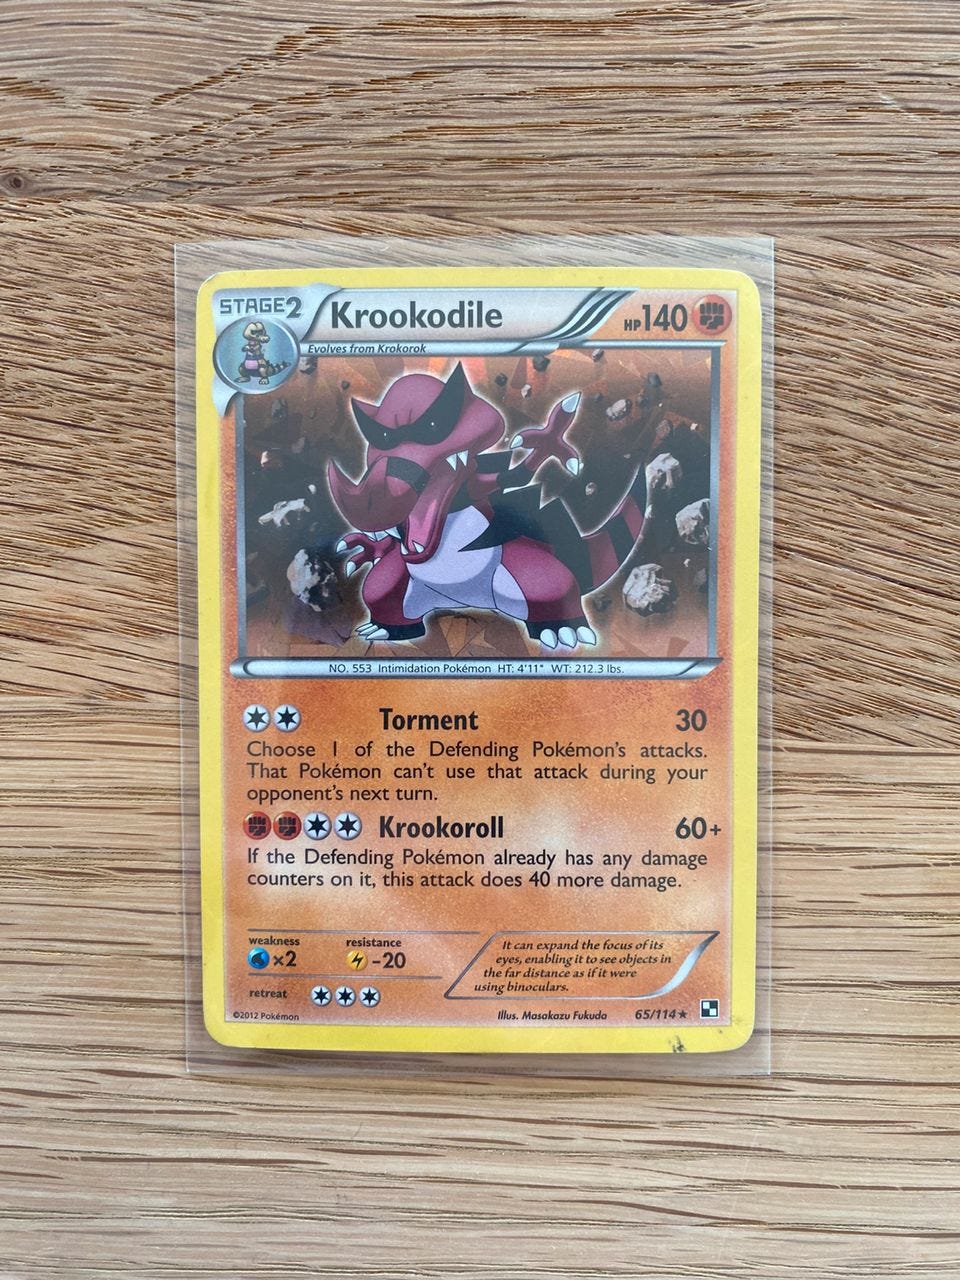 STAGE2 Krookodile HP140
Evolves from Krokorok
NO. 553 Intimidation Pokémon HT: 4'11" WT: 212.3 lbs.
Torment 30
Choose 1 of the Defending Pokémon's attacks.
That Pokémon can't use that attack during your
opponent's next turn.
Krookoroll 60+
If the Defending Pokémon already has any damage
counters on it, this attack does 40 more damage.
weakness
×2
resistance
-20
retreat
It can expand the focus of its
eyes, enabling it to see objects in
the far distance as if it were
using binoculars.
©2012 Pokémon
Illus. Masakazu Fukuda
65/114★